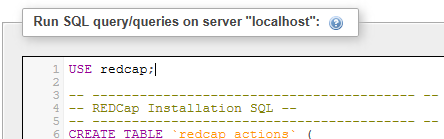 Run SQL query/queries on server "localhost":
1 USE redcap;
2
3 -- ---------------------------------------- --
4 -- REDCap Installation SQL --
5 -- ---------------------------------------- --
6 CREATE TABLE `redcap_actions` (